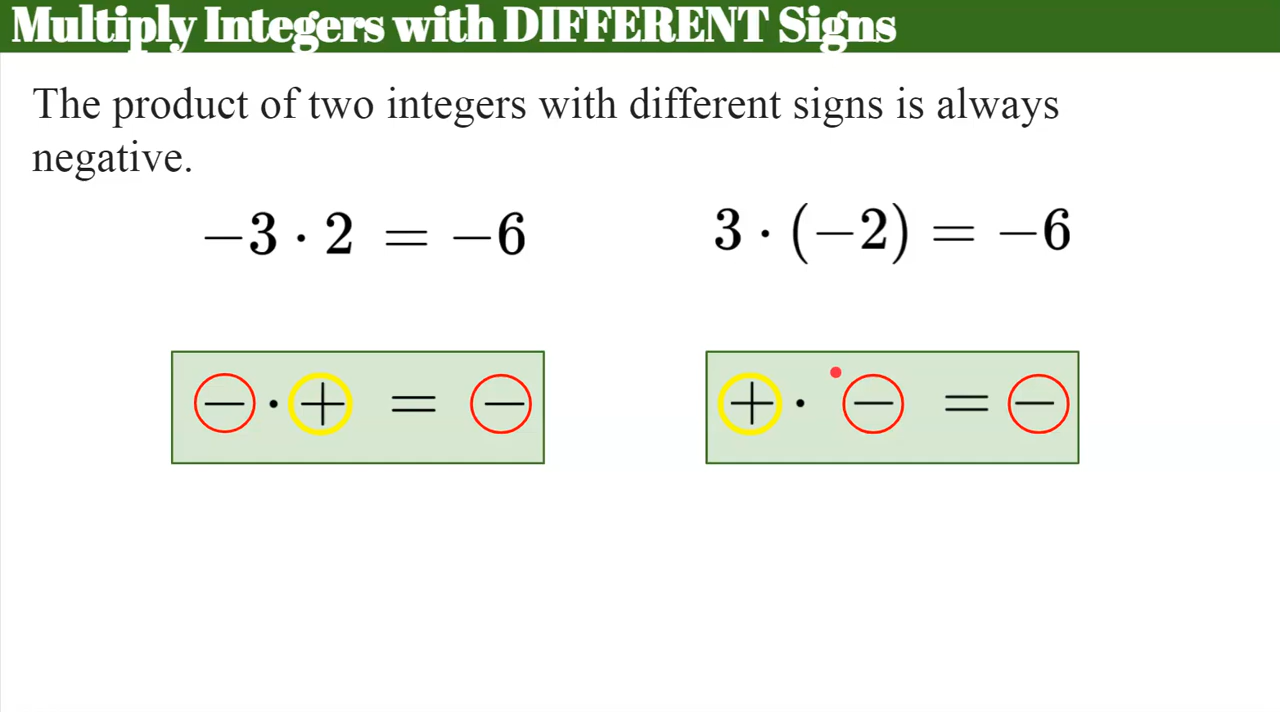 Multiply Integers with DIFFERENT Signs
The product of two integers with different signs is always
negative.
−3 · 2 = −6
3 · (−2) = −6
− · + = −
+ · − = −